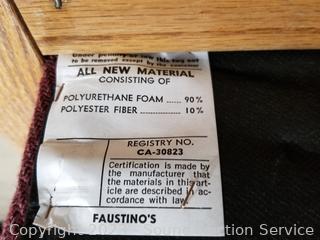 Under penalty of law this tag not
to be removed except by the consumer
ALL NEW MATERIAL
CONSISTING OF
POLYURETHANE FOAM ...... 90%
POLYESTER FIBER ............ 10%
REGISTRY NO.
CA-30823
Certification is made by
the manufacturer that
the materials in this art-
icle are described in ac-
cordance with law.
FAUSTINO'S
Copyright 202
Sound Auction Service